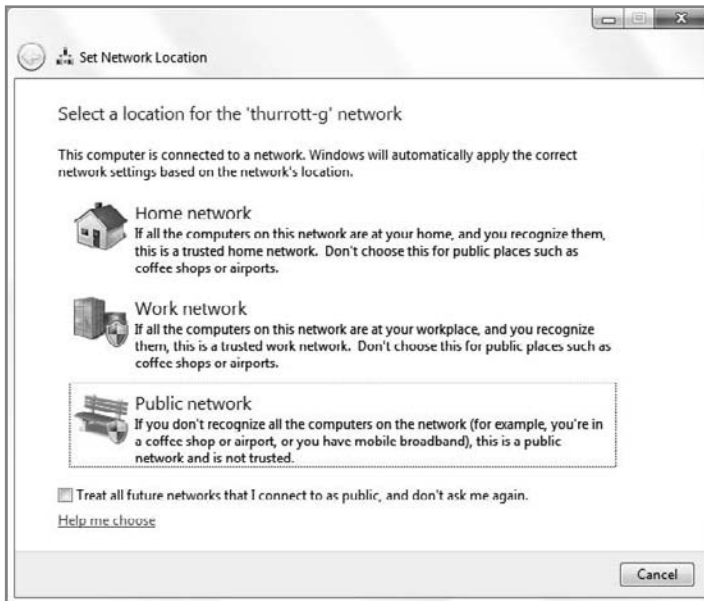 Set Network Location
Select a location for the 'thurrott-g' network
This computer is connected to a network. Windows will automatically apply the correct
network settings based on the network's location.
Home network
If all the computers on this network are at your home, and you recognize them,
this is a trusted home network. Don't choose this for public places such as
coffee shops or airports.
Work network
If all the computers on this network are at your workplace, and you recognize
them, this is a trusted work network. Don't choose this for public places such as
coffee shops or airports.
Public network
If you don't recognize all the computers on the network (for example, you're in
a coffee shop or airport, or you have mobile broadband), this is a public
network and is not trusted.
Treat all future networks that I connect to as public, and don't ask me again.
Help me choose
Cancel